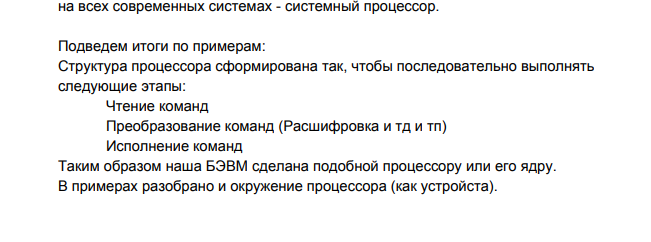 на всех современных системах - системный процессор.
Подведем итоги по примерам:
Структура процессора сформирована так, чтобы последовательно выполнять
следующие этапы:
Чтение команд
Преобразование команд (Расшифровка и тд и тп)
Исполнение команд
Таким образом наша БЭВМ сделана подобной процессору или его ядру.
В примерах разобрано и окружение процессора (как устройста).